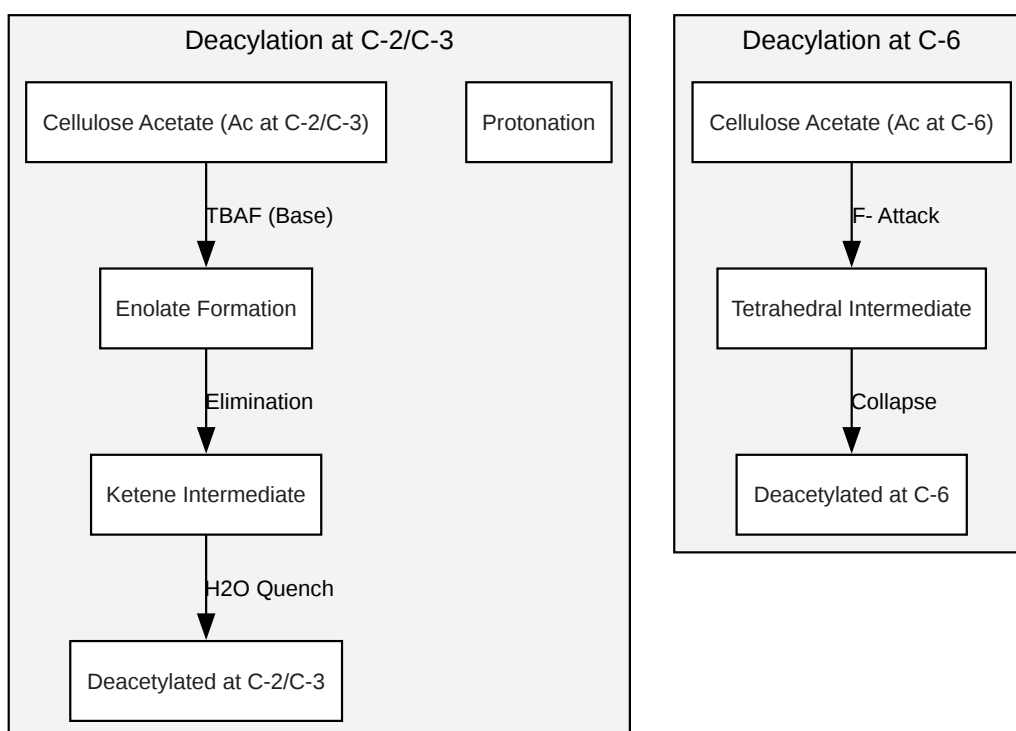 Deacylation at C-2/C-3
Cellulose Acetate (Ac at C-2/C-3)
Protonation
TBAF (Base)
Enolate Formation
Elimination
Ketene Intermediate
H2O Quench
Deacetylated at C-2/C-3
Deacylation at C-6
Cellulose Acetate (Ac at C-6)
F- Attack
Tetrahedral Intermediate
Collapse
Deacetylated at C-6